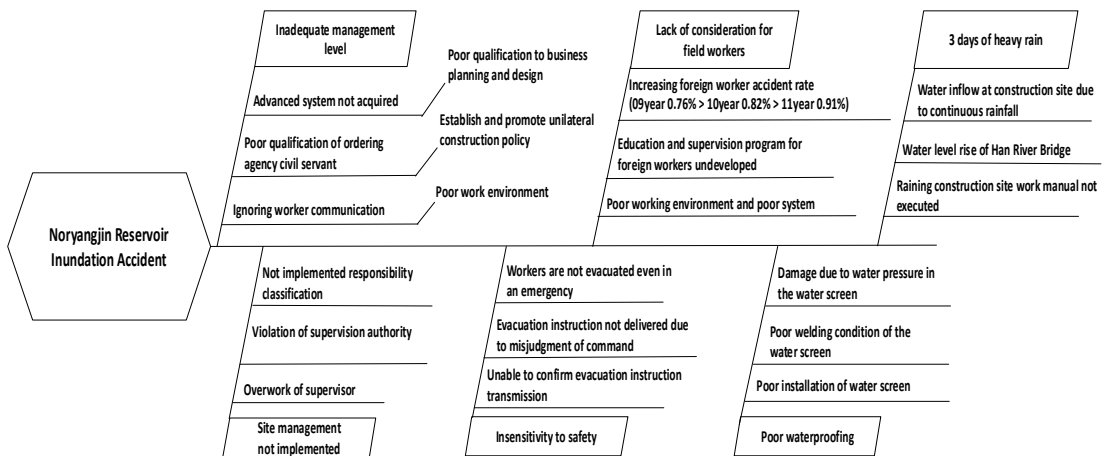 Inadequate management
level
Poor qualification to business
planning and design
Advanced system not acquired
Establish and promote unilateral
construction policy
Poor qualification of ordering
agency civil servant
Poor work environment
Ignoring worker communication
Lack of consideration for
field workers
Increasing foreign worker accident rate
(09year 0.76% > 10year 0.82% > 11year 0.91%)
Education and supervision program for
foreign workers undeveloped
Poor working environment and poor system
3 days of heavy rain
Water inflow at construction site due
to continuous rainfall
Water level rise of Han River Bridge
Raining construction site work manual not
executed
Noryangjin Reservoir
Inundation Accident
Not implemented responsibility
classification
Violation of supervision authority
Overwork of supervisor
Site management
not implemented
Workers are not evacuated even in
an emergency
Evacuation instruction not delivered due
to misjudgment of command
Unable to confirm evacuation instruction
transmission
Insensitivity to safety
Damage due to water pressure in
the water screen
Poor welding condition of the
water screen
Poor installation of water screen
Poor waterproofing